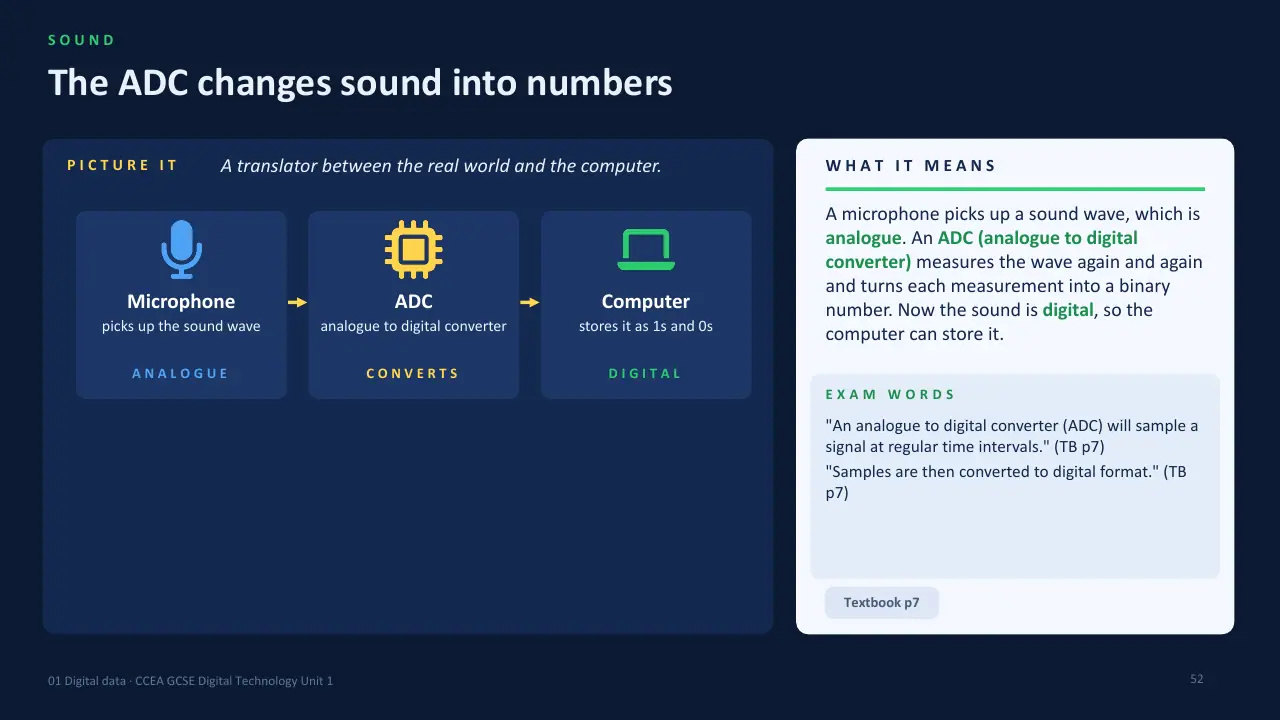 SOUND
The ADC changes sound into numbers
PICTURE IT
A translator between the real world and the computer.
Microphone
picks up the sound wave
ANALOGUE
ADC
analogue to digital converter
CONVERTS
Computer
stores it as 1s and 0s
DIGITAL
WHAT IT MEANS
A microphone picks up a sound wave, which is
analogue. An ADC (analogue to digital
converter) measures the wave again and again
and turns each measurement into a binary
number. Now the sound is digital, so the
computer can store it.
EXAM WORDS
"An analogue to digital converter (ADC) will sample a
signal at regular time intervals." (TB p7)
"Samples are then converted to digital format." (TB
p7)
Textbook p7
01 Digital data · CCEA GCSE Digital Technology Unit 1
52